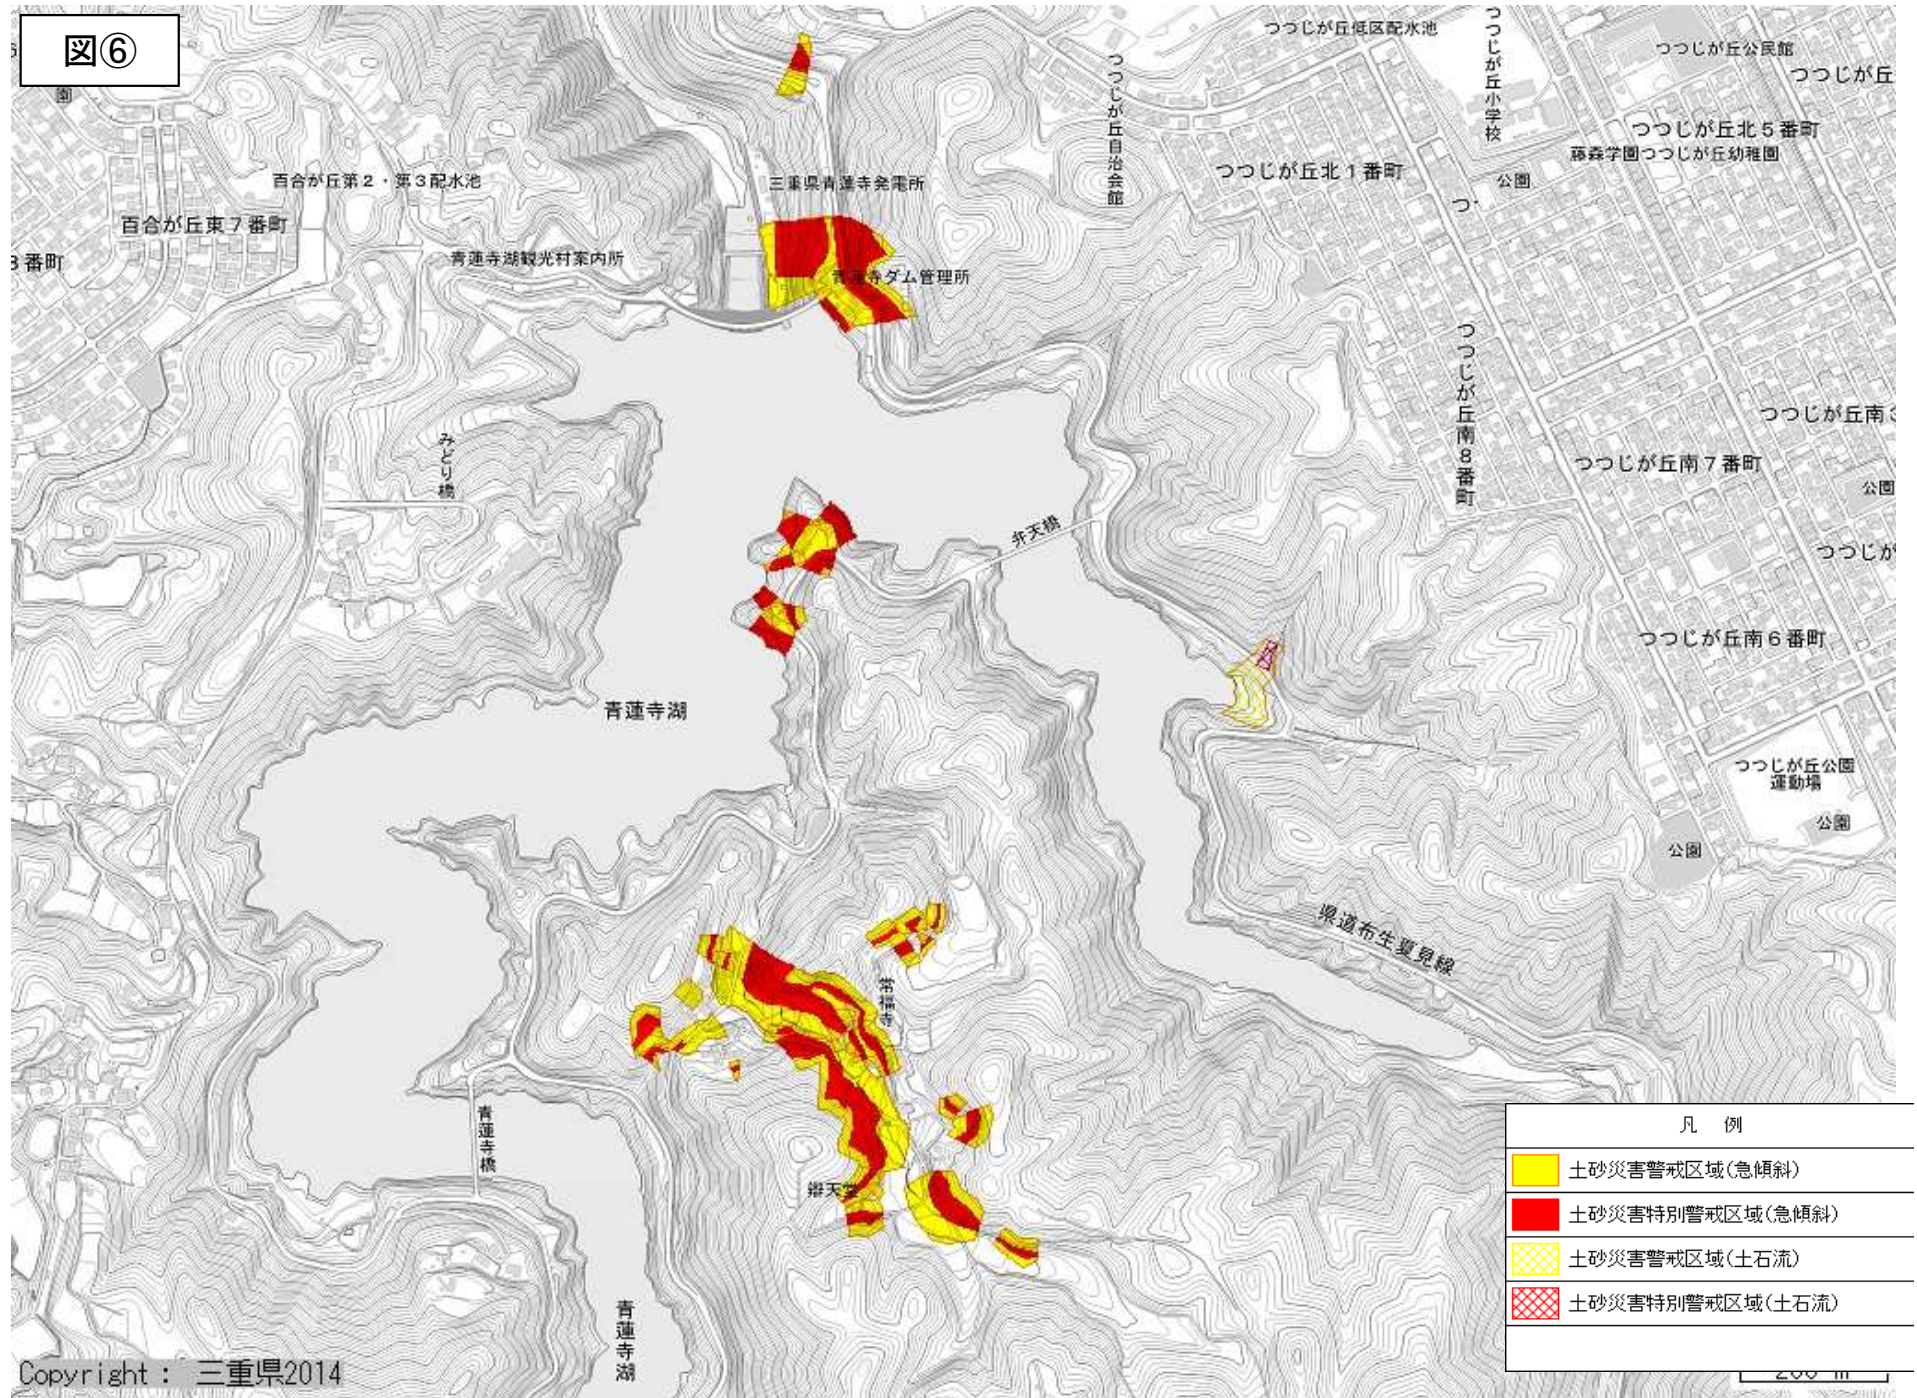 図⑥
園
つつじが丘低区配水池
つつじが丘小学校
つつじが丘公民館
つつじが丘
つつじが丘自治会館
つつじが丘北5番町
藤森学園つつじが丘幼稚園
つつじが丘北1番町
公園
つ
百合が丘第2・第3配水池
三重県青蓮寺発電所
百合が丘東7番町
番町
青蓮寺湖観光村案内所
青蓮寺ダム管理所
つつじが丘南8番町
つつじが丘南
みどり橋
つつじが丘南7番町
公園
弁天橋
つつじが
つつじが丘南6番町
青蓮寺湖
つつじが丘公園
運動場
公園
公園
県道布生夏見線
常福寺
青蓮寺橋
辯天堂
青蓮寺湖
凡 例
土砂災害警戒区域(急傾斜)
土砂災害特別警戒区域(急傾斜)
土砂災害警戒区域(土石流)
土砂災害特別警戒区域(土石流)
Copyright : 三重県2014